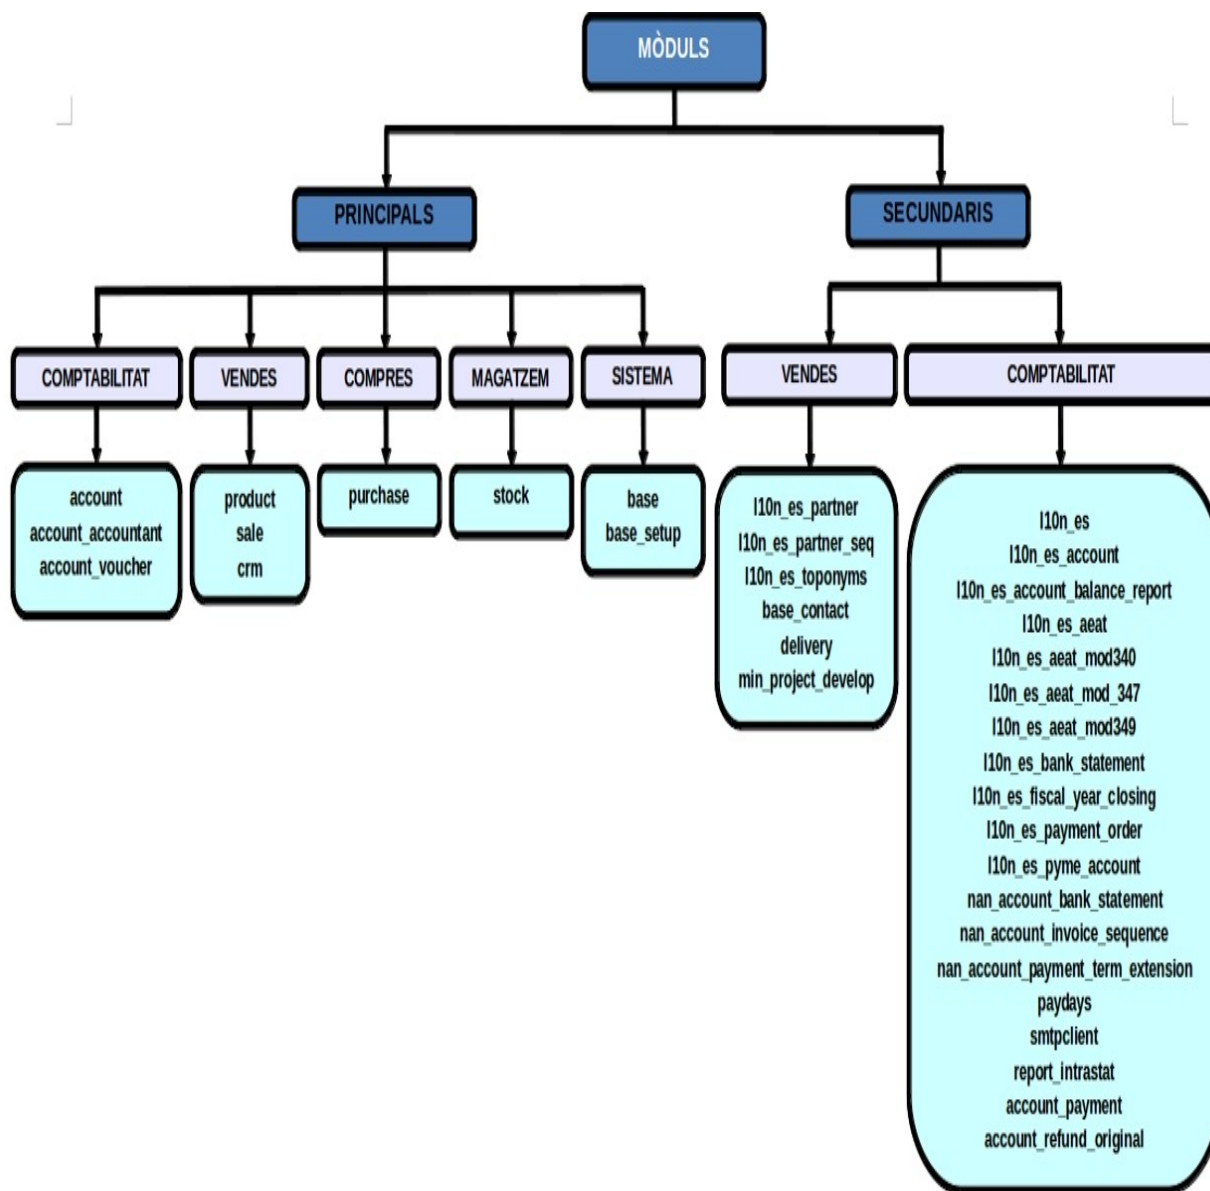 MÒDULS
PRINCIPALS
SECUNDARIS
COMPTABILITAT
VENDES
COMPRES
MAGATZEM
SISTEMA
VENDES
COMPTABILITAT
account
account_accountant
account_voucher
product
sale
crm
purchase
stock
base
base_setup
l10n_es_partner
l10n_es_partner_seq
l10n_es_toponyms
base_contact
delivery
min_project_develop
l10n_es
l10n_es_account
l10n_es_account_balance_report
l10n_es_aeat
l10n_es_aeat_mod340
l10n_es_aeat_mod_347
l10n_es_aeat_mod349
l10n_es_bank_statement
l10n_es_fiscal_year_closing
l10n_es_payment_order
l10n_es_pyme_account
nan_account_bank_statement
nan_account_invoice_sequence
nan_account_payment_term_extension
paydays
smtpclient
report_intrastat
account_payment
account_refund_original